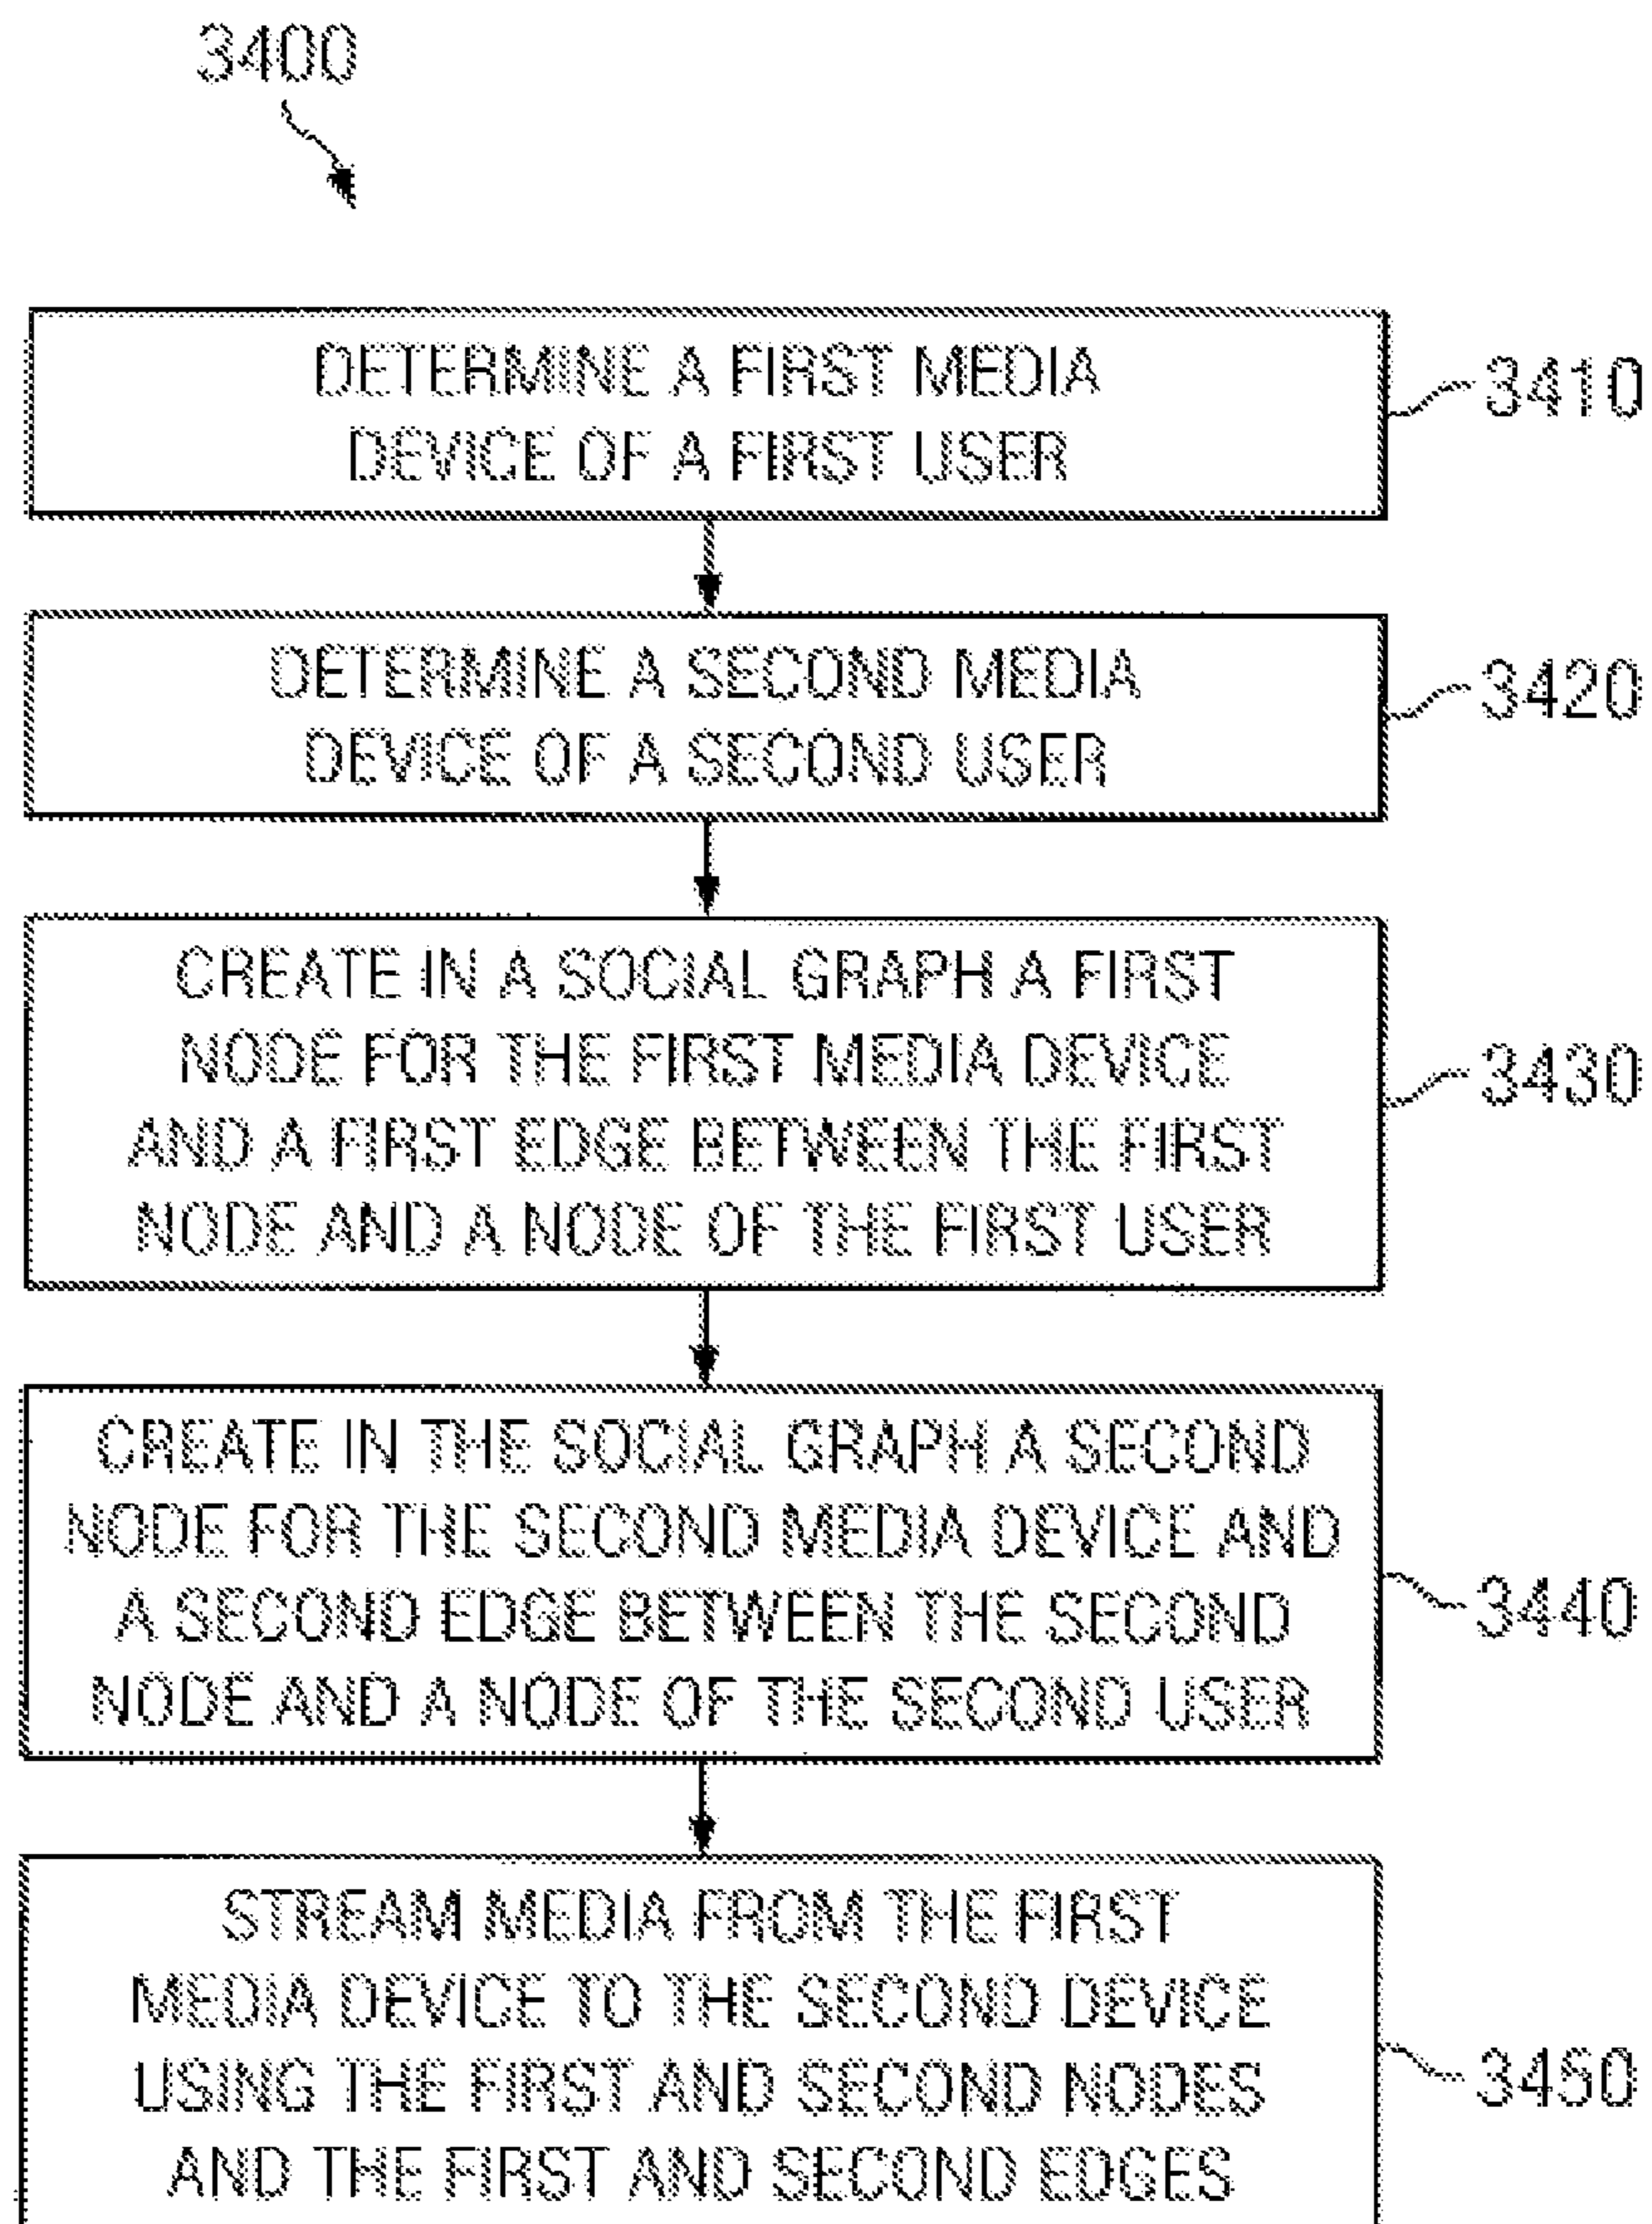 3400
DETERMINE A FIRST MEDIA
DEVICE OF A FIRST USER
3410
DETERMINE A SECOND MEDIA
DEVICE OF A SECOND USER
3420
CREATE IN A SOCIAL GRAPH A FIRST
NODE FOR THE FIRST MEDIA DEVICE
AND A FIRST EDGE BETWEEN THE FIRST
NODE AND A NODE OF THE FIRST USER
3430
CREATE IN THE SOCIAL GRAPH A SECOND
NODE FOR THE SECOND MEDIA DEVICE AND
A SECOND EDGE BETWEEN THE SECOND
NODE AND A NODE OF THE SECOND USER
3440
STREAM MEDIA FROM THE FIRST
MEDIA DEVICE TO THE SECOND DEVICE
USING THE FIRST AND SECOND NODES
AND THE FIRST AND SECOND EDGES
3450